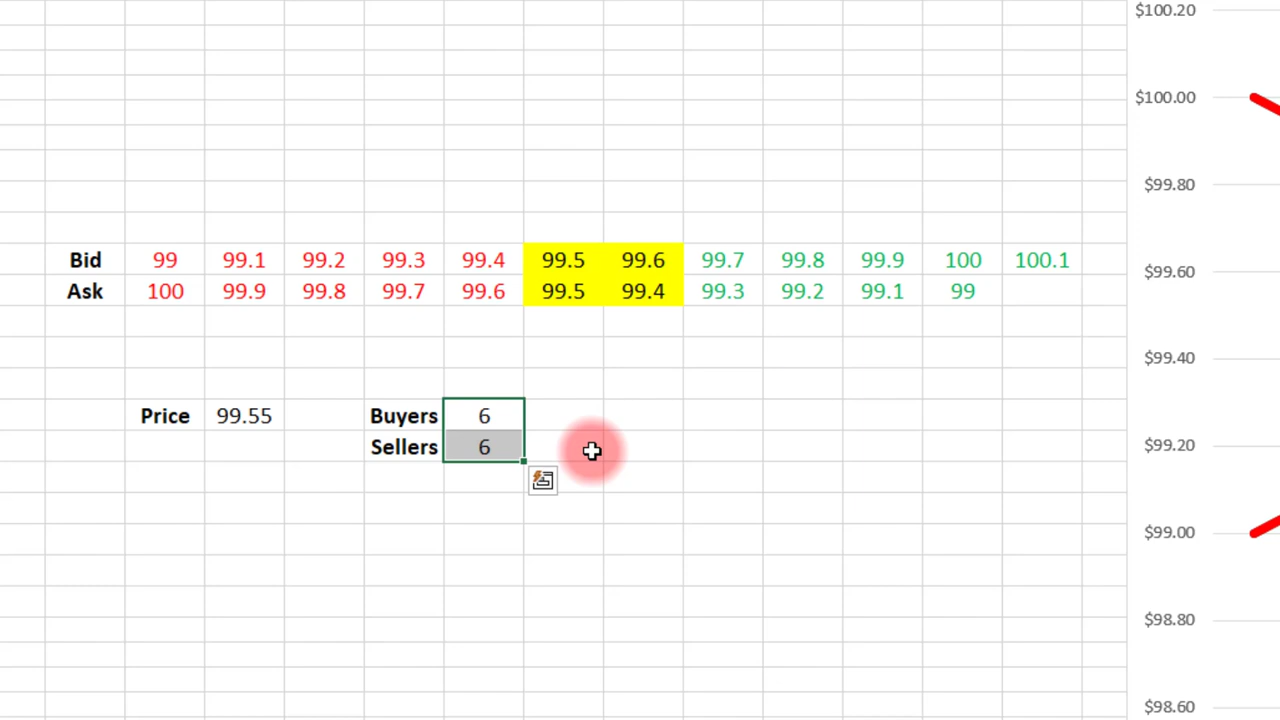 $100.20
$100.00
$99.80
Bid 99 99.1 99.2 99.3 99.4 99.5 99.6 99.7 99.8 99.9 100 100.1
$99.60
Ask 100 99.9 99.8 99.7 99.6 99.5 99.4 99.3 99.2 99.1 99
$99.40
Price 99.55 Buyers 6
Sellers 6
$99.20
$99.00
$98.80
$98.60